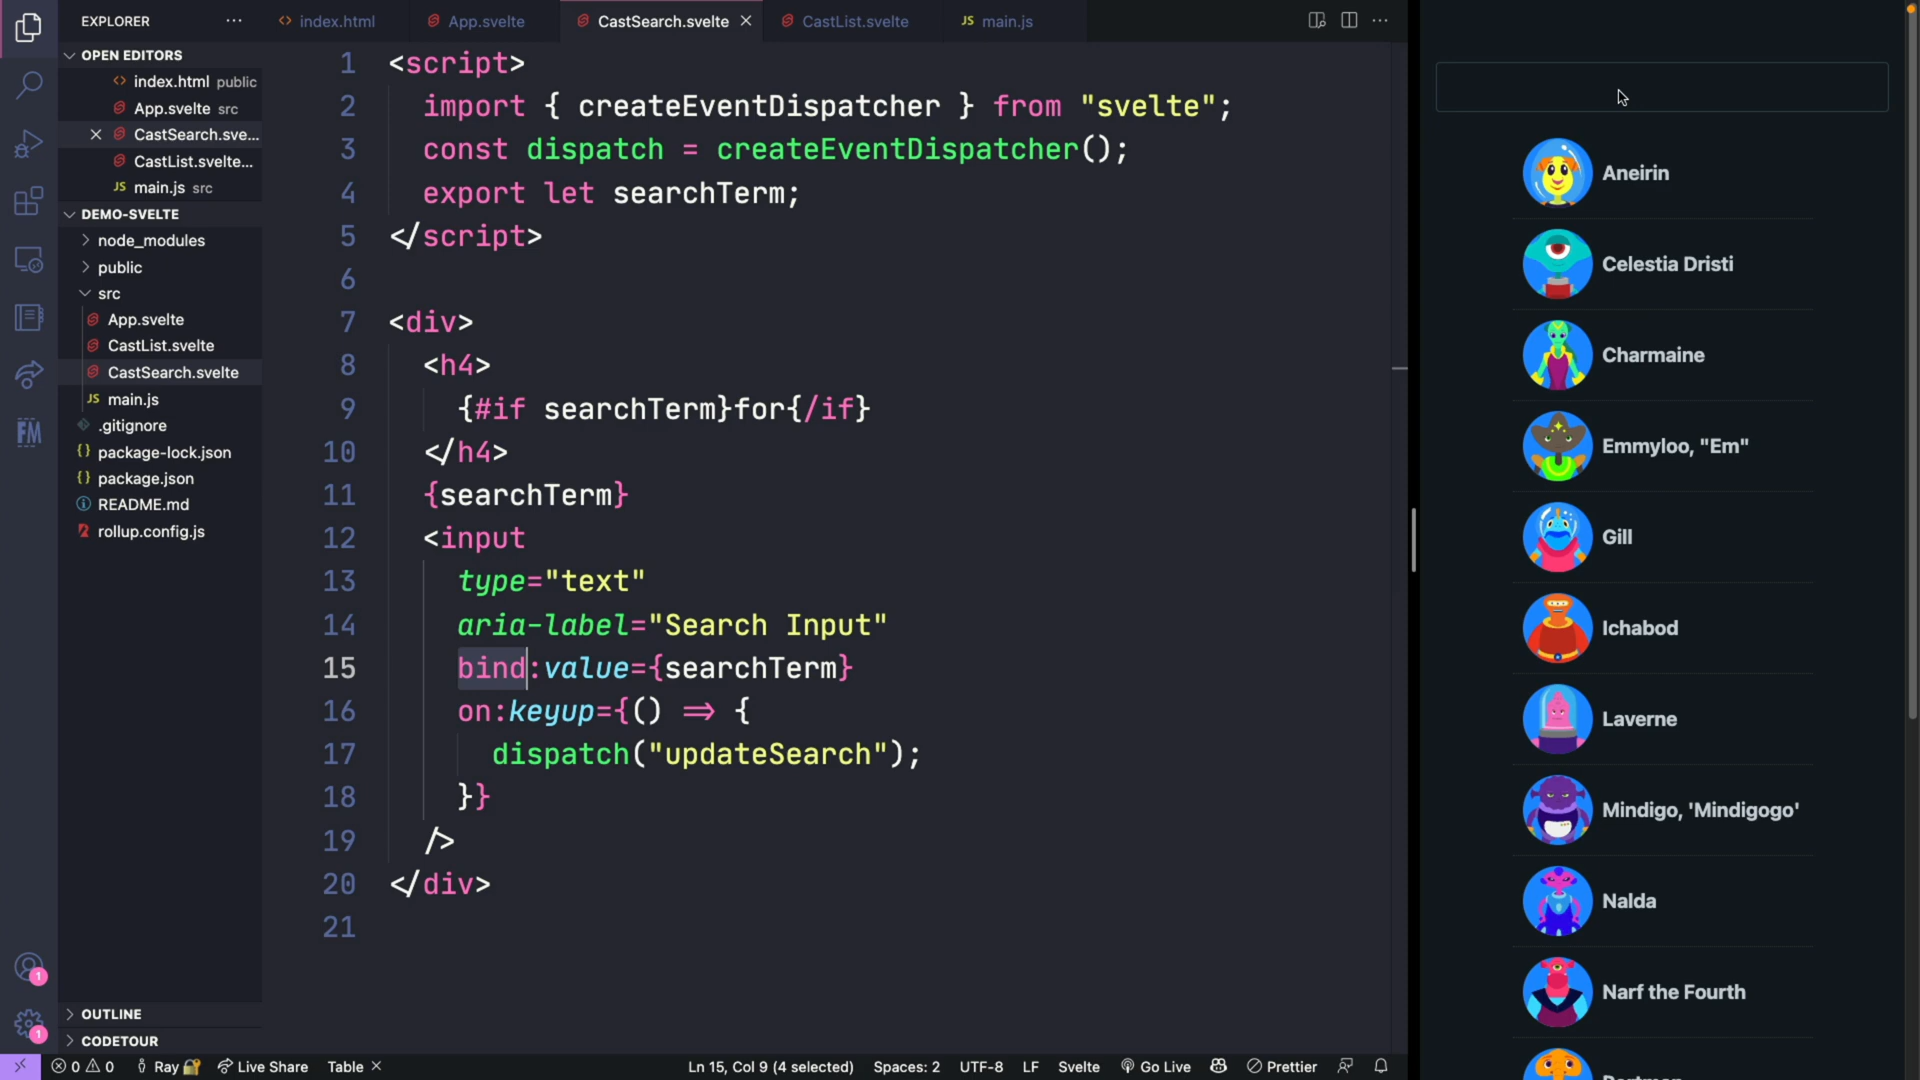 EXPLORER
OPEN EDITORS
index.html public
App.svelte src
CastSearch.sve...
CastList.svelte...
JS main.js src
DEMO-SVELTE
node_modules
public
src
App.svelte
CastList.svelte
CastSearch.svelte
JS main.js
.gitignore
{} package-lock.json
{} package.json
README.md
rollup.config.js
OUTLINE
CODETOUR
FM
1
1
index.html
App.svelte
CastSearch.svelte
CastList.svelte
JS main.js
1 <script>
2 import { createEventDispatcher } from "svelte";
3 const dispatch = createEventDispatcher();
4 export let searchTerm;
5 </script>
6
7 <div>
8 <h4>
9 {#if searchTerm}for{/if}
10 </h4>
11 {searchTerm}
12 <input
13 type="text"
14 aria-label="Search Input"
15 bind:value={searchTerm}
16 on:keyup={() => {
17 dispatch("updateSearch");
18 }}
19 />
20 </div>
21
Aneirin
Celestia Dristi
Charmaine
Emmyloo, "Em"
Gill
Ichabod
Laverne
Mindigo, 'Mindigogo'
Nalda
Narf the Fourth
0 0 Ray Live Share Table Ln 15, Col 9 (4 selected) Spaces: 2 UTF-8 LF Svelte Go Live Prettier